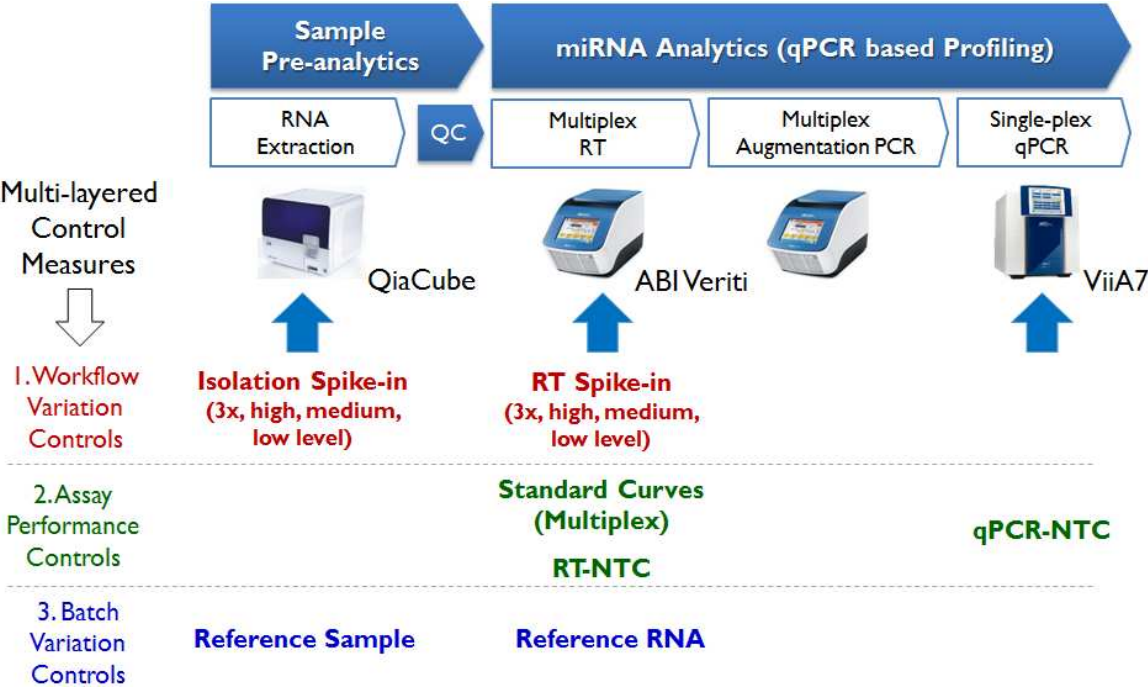 Sample
Pre-analytics
miRNA Analytics (qPCR based Profiling)
RNA
Extraction
QC
Multiplex
RT
Multiplex
Augmentation PCR
Single-plex
qPCR
Multi-layered
Control
Measures
QiaCube
ABI Veriti
ViiA7
1. Workflow
Variation
Controls
Isolation Spike-in
(3x, high, medium,
low level)
RT Spike-in
(3x, high, medium,
low level)
2. Assay
Performance
Controls
Standard Curves
(Multiplex)
RT-NTC
qPCR-NTC
3. Batch
Variation
Controls
Reference Sample
Reference RNA